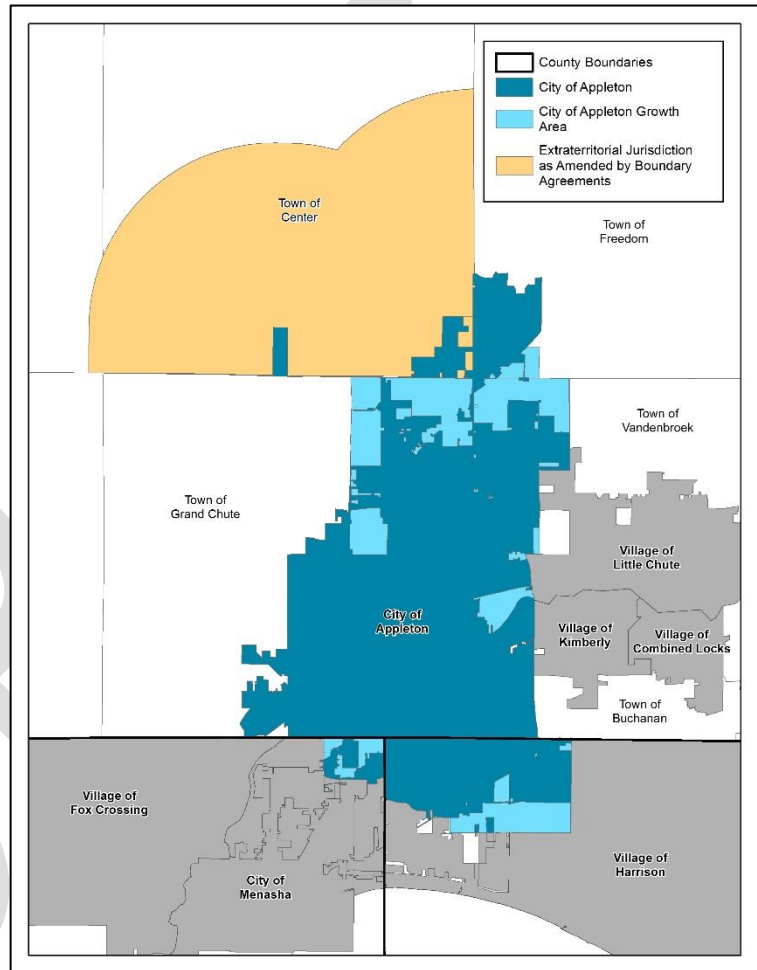 County Boundaries
City of Appleton
City of Appleton Growth
Area
Extraterritorial Jurisdiction
as Amended by Boundary
Agreements
Town of
Center
Town of
Freedom
Town of
Vandenbroek
Town of
Grand Chute
Village of
Little Chute
City of
Appleton
Village of
Kimberly
Village of
Combined Locks
Town of
Buchanan
Village of
Fox Crossing
City of
Menasha
Village of
Harrison